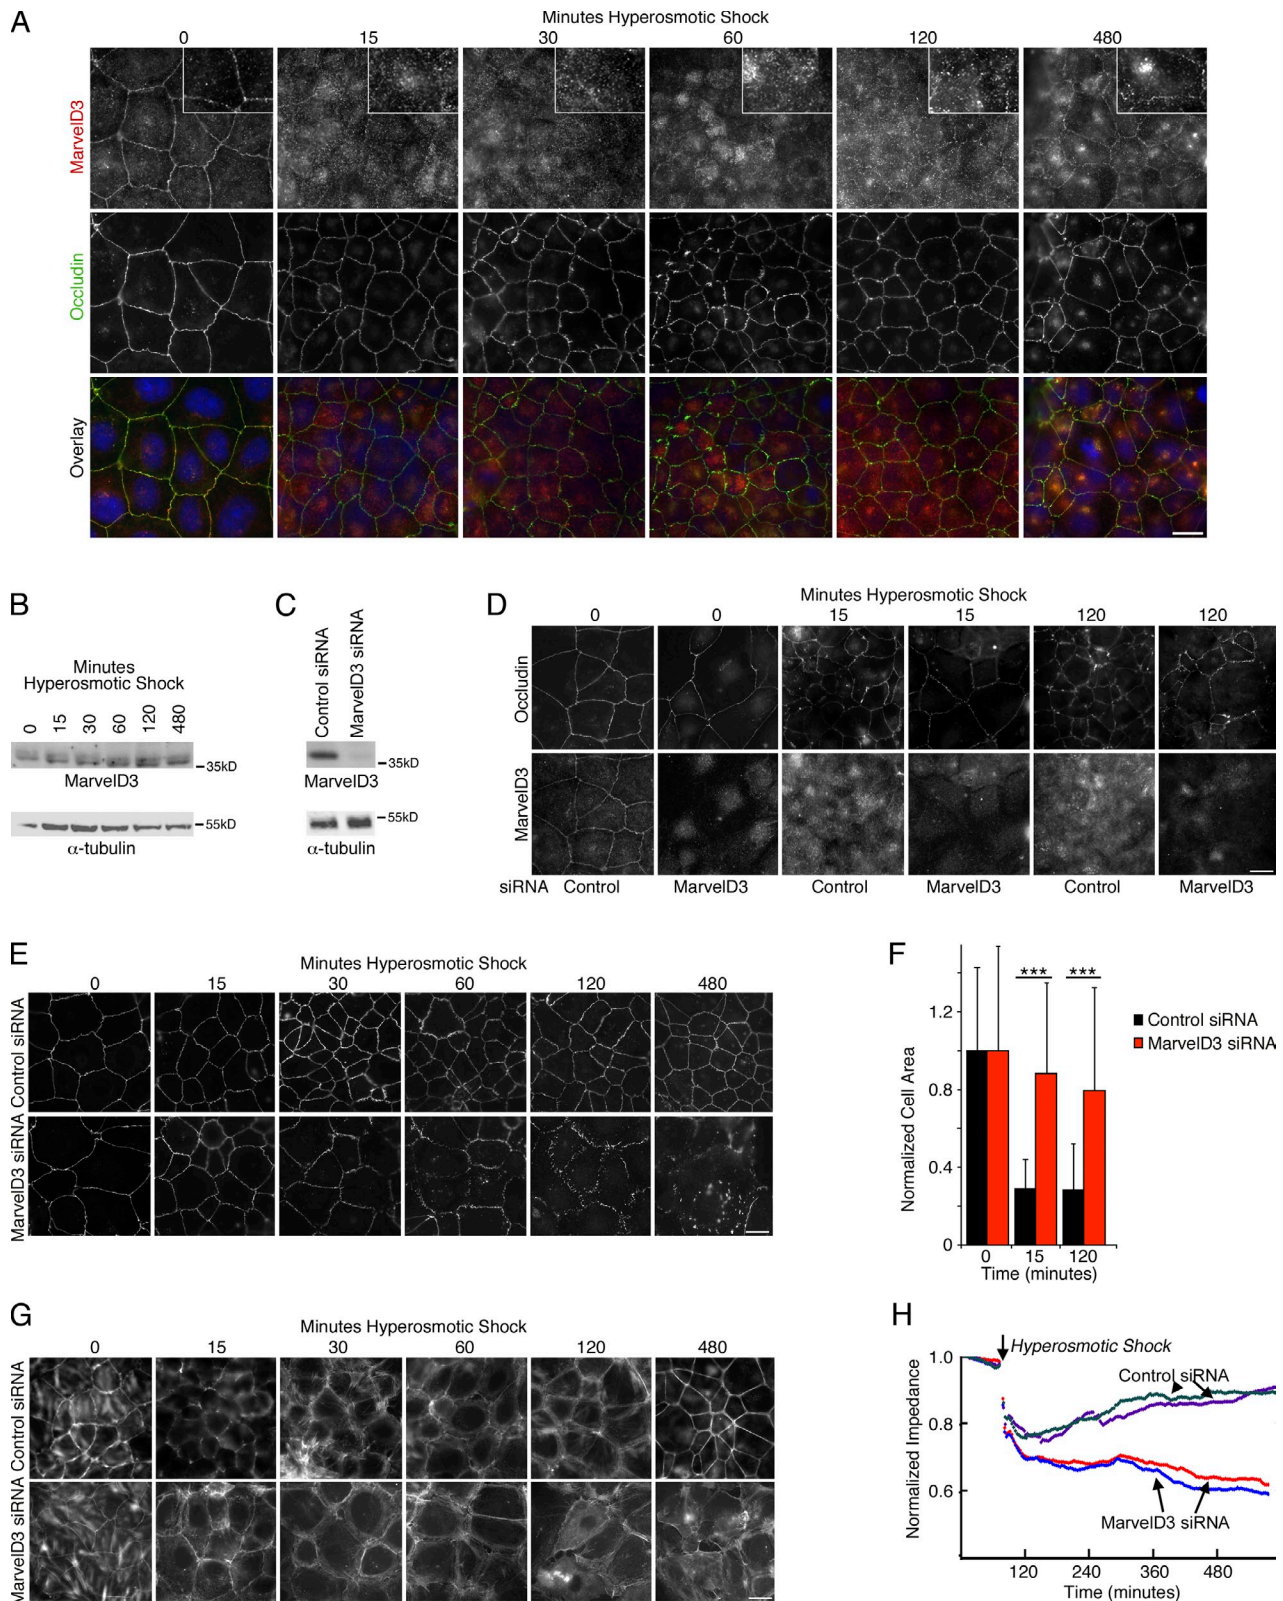 A
Minutes Hyperosmotic Shock
0 15 30 60 120 480
MarvelD3
Occludin
Overlay
B
Minutes
Hyperosmotic Shock
0 15 30 60 120 480
35kD
MarvelD3
55kD
α-tubulin
C
Control siRNA
MarvelD3 siRNA
35kD
MarvelD3
55kD
α-tubulin
D
Minutes Hyperosmotic Shock
0 0 15 15 120 120
Occludin
MarvelD3
siRNA Control MarvelD3 Control MarvelD3 Control MarvelD3
E
Minutes Hyperosmotic Shock
0 15 30 60 120 480
Control siRNA
MarvelD3 siRNA
F
*** ***
1.2
0.8
0.4
0
Normalized Cell Area
0 15 120
Time (minutes)
Control siRNA
MarvelD3 siRNA
G
Minutes Hyperosmotic Shock
0 15 30 60 120 480
Control siRNA
MarvelD3 siRNA
H
Hyperosmotic Shock
1.0
0.8
0.6
Normalized Impedance
Control siRNA
MarvelD3 siRNA
120 240 360 480
Time (minutes)